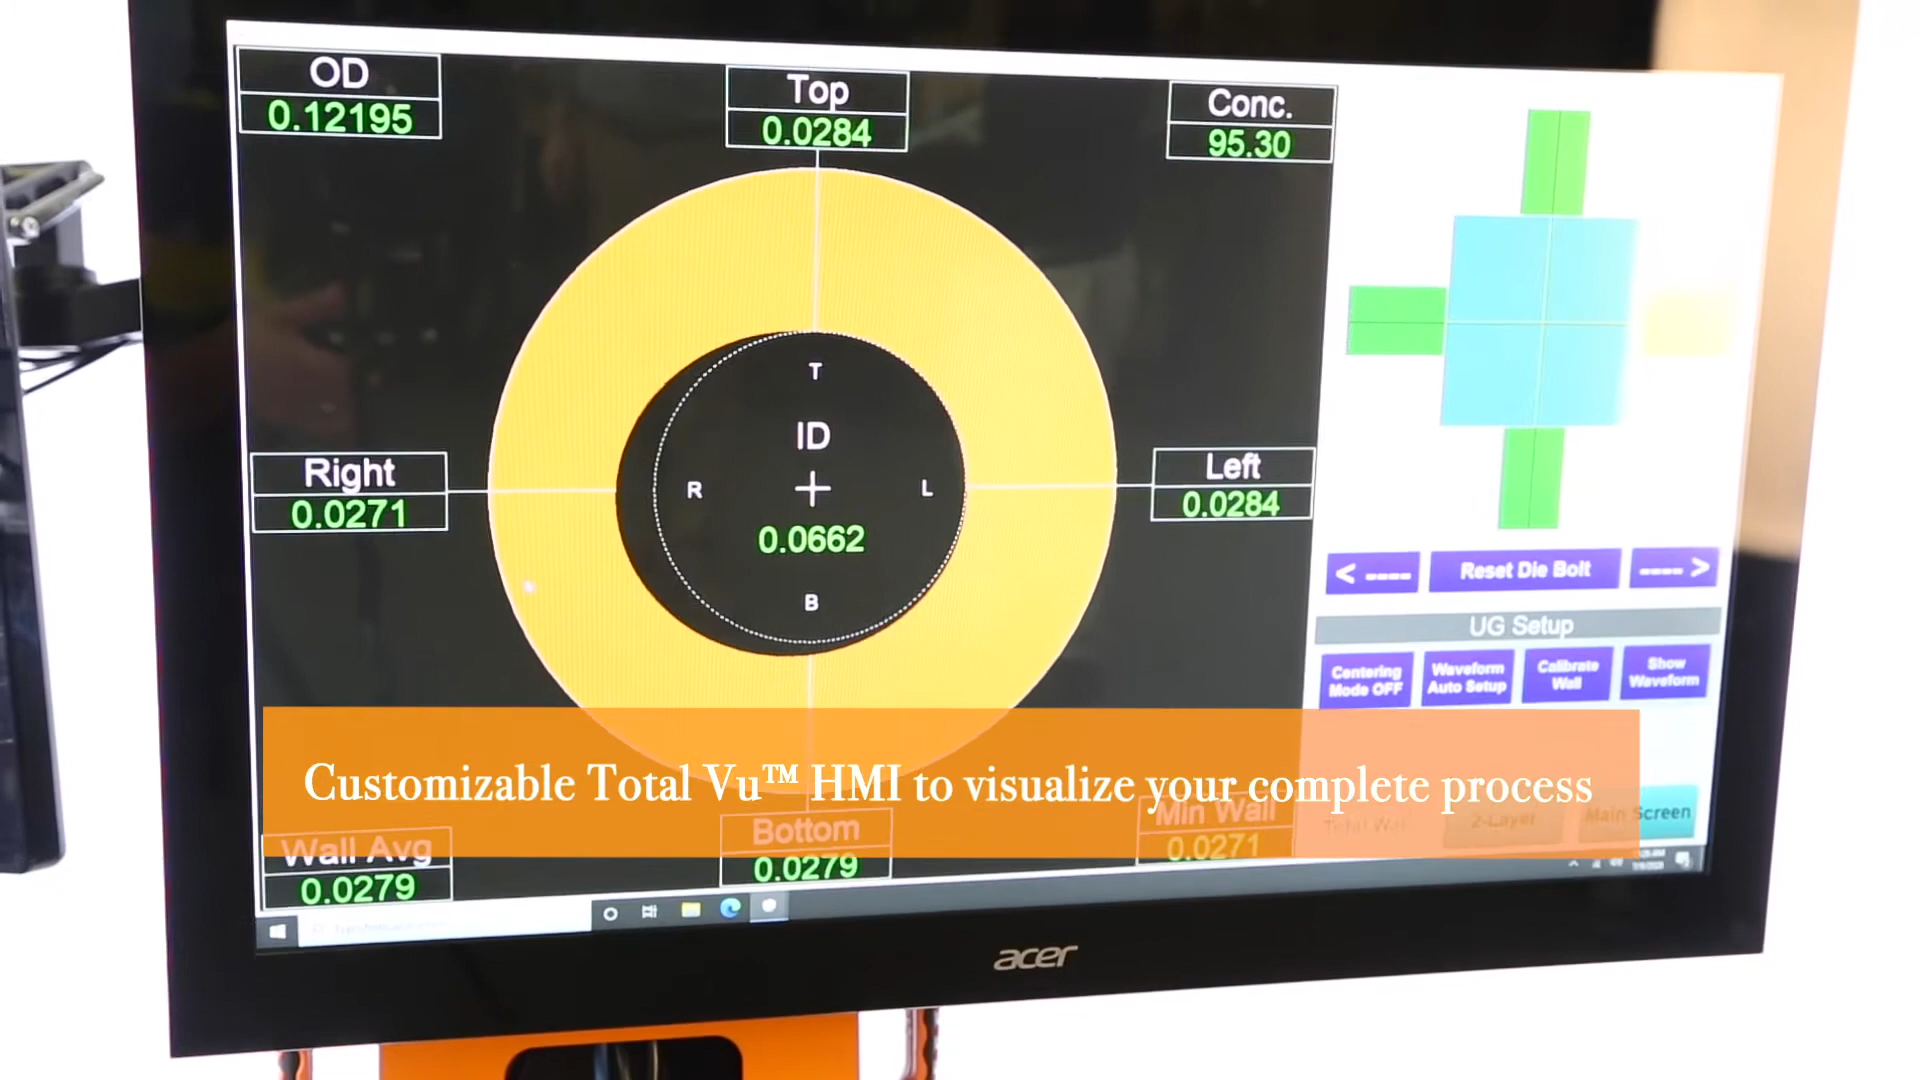 OD
0.12195
Top
0.0284
Conc.
95.30
T
ID
R
L
0.0662
B
Right
0.0271
Left
0.0284
< ----
Reset Die Bolt
---- >
UG Setup
Centering
Mode OFF
Waveform
Auto Setup
Calibrate
Wall
Show
Waveform
Customizable Total Vu™ HMI to visualize your complete process
Wall Avg
0.0279
Bottom
0.0279
Min Wall
0.0271
2-Layer
Main Screen
acer